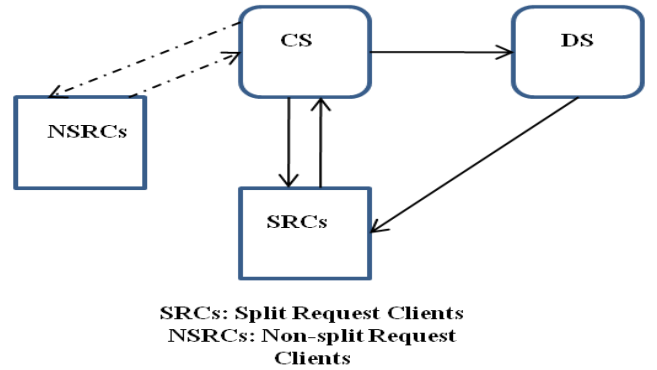 CS
DS
NSRCs
SRCs
SRCs: Split Request Clients
NSRCs: Non-split Request
Clients